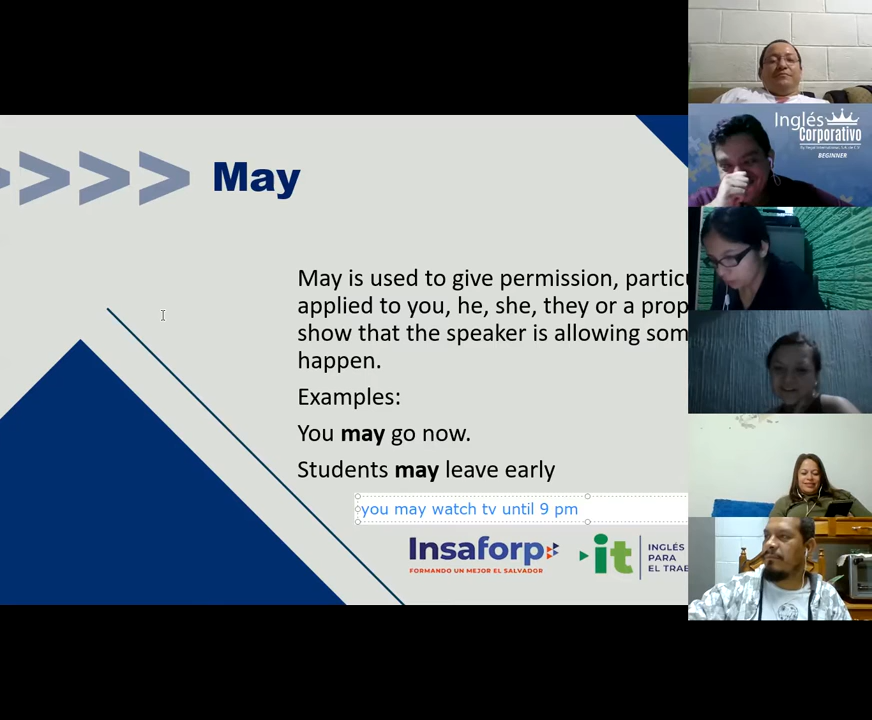 >>>> May
May is used to give permission, particu
applied to you, he, she, they or a prop
show that the speaker is allowing som
happen.
Examples:
You may go now.
Students may leave early
you may watch tv until 9 pm
Insaforp
FORMANDO UN MEJOR EL SALVADOR
it
INGLÉS
PARA
EL TRAB
Inglés
Corporativo
BEGINNER